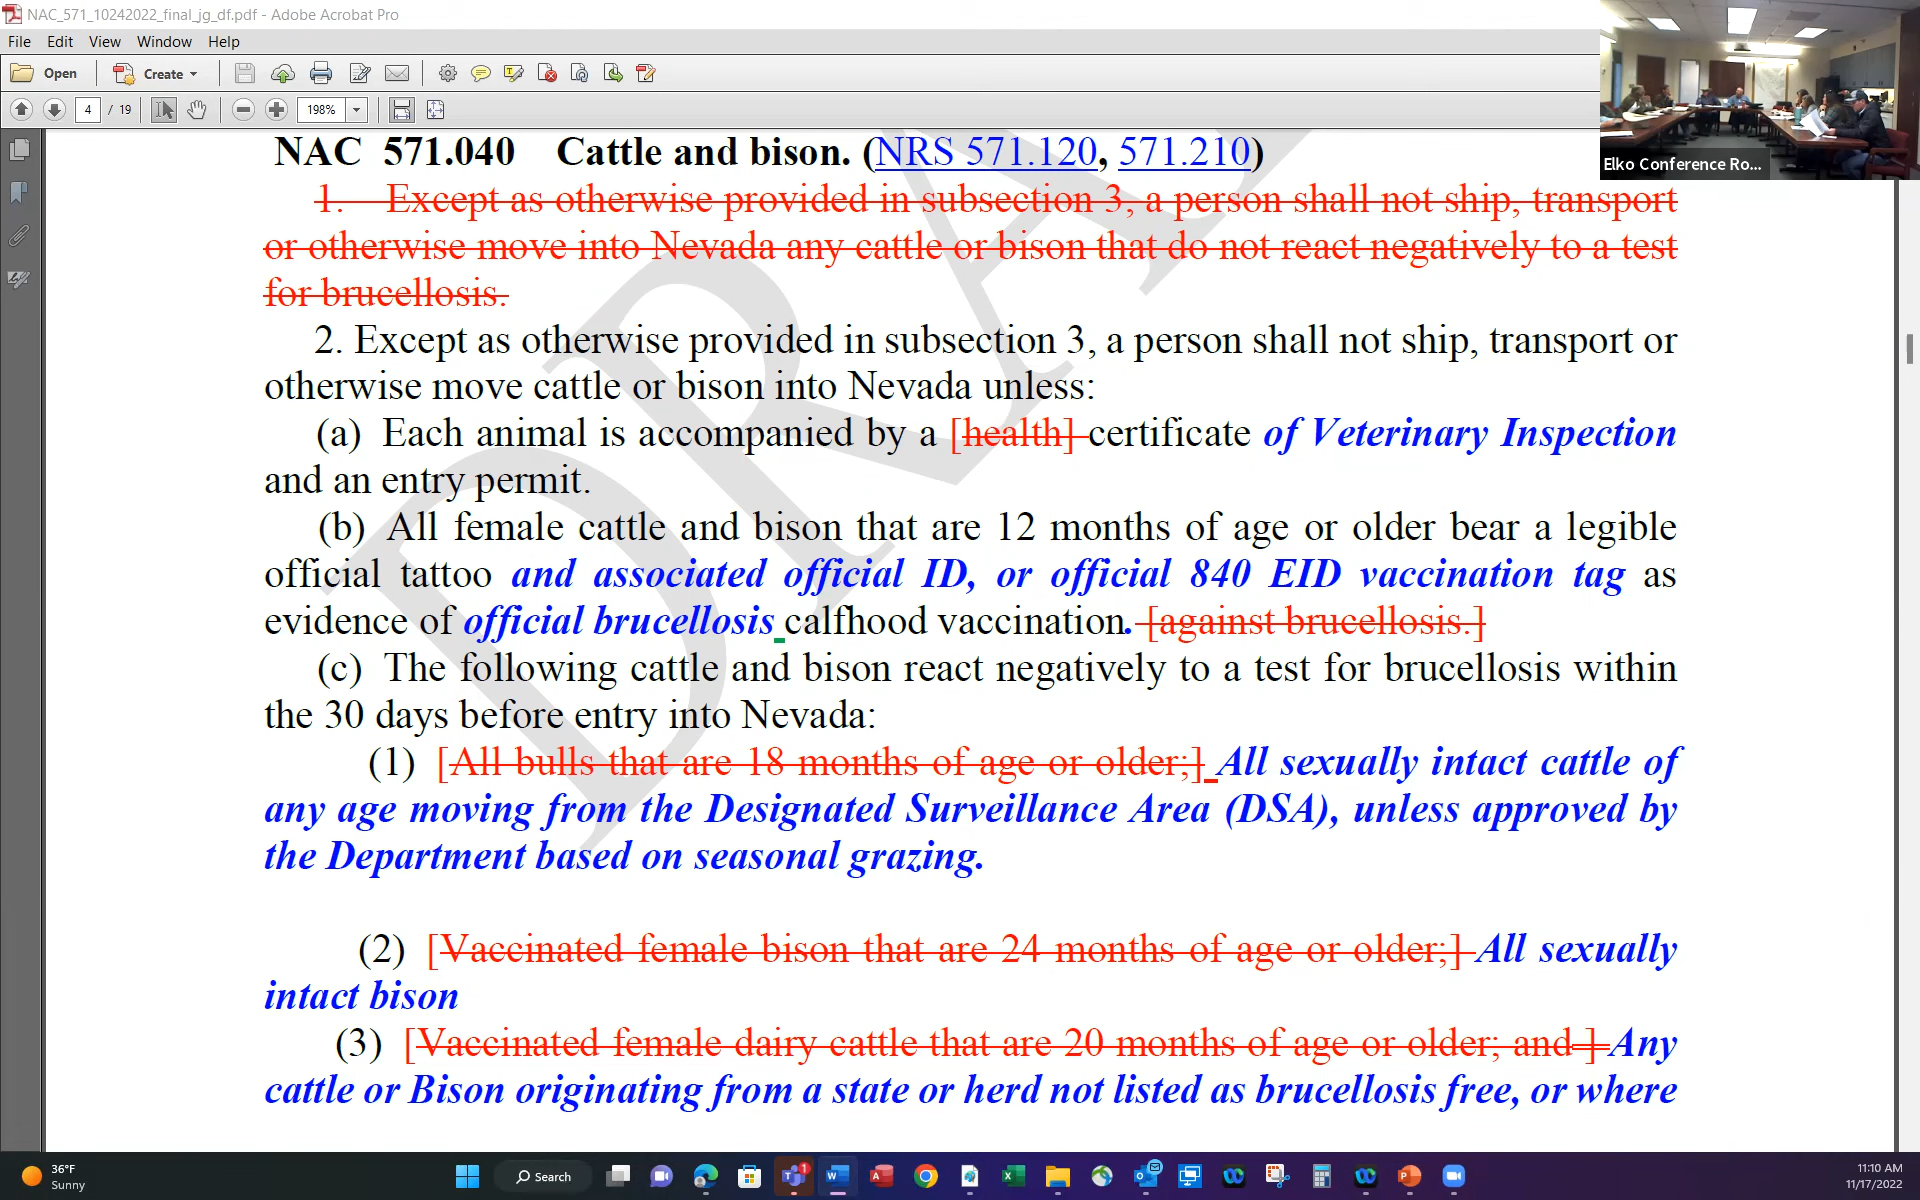 NAC_571_10242022_final_jg_df.pdf - Adobe Acrobat Pro
File Edit View Window Help
Open Create
4 / 19 198%
Elko Conference Ro...
DRA
NAC 571.040 Cattle and bison. (NRS 571.120, 571.210)
1. Except as otherwise provided in subsection 3, a person shall not ship, transport
or otherwise move into Nevada any cattle or bison that do not react negatively to a test
for brucellosis.
2. Except as otherwise provided in subsection 3, a person shall not ship, transport or
otherwise move cattle or bison into Nevada unless:
(a) Each animal is accompanied by a [health] certificate of Veterinary Inspection
and an entry permit.
(b) All female cattle and bison that are 12 months of age or older bear a legible
official tattoo and associated official ID, or official 840 EID vaccination tag as
evidence of official brucellosis calfhood vaccination. [against brucellosis.]
(c) The following cattle and bison react negatively to a test for brucellosis within
the 30 days before entry into Nevada:
(1) [All bulls that are 18 months of age or older;] All sexually intact cattle of
any age moving from the Designated Surveillance Area (DSA), unless approved by
the Department based on seasonal grazing.
(2) [Vaccinated female bison that are 24 months of age or older;] All sexually
intact bison
(3) [Vaccinated female dairy cattle that are 20 months of age or older; and ] Any
cattle or Bison originating from a state or herd not listed as brucellosis free, or where
36°F
Sunny
Search
11:10 AM
11/17/2022